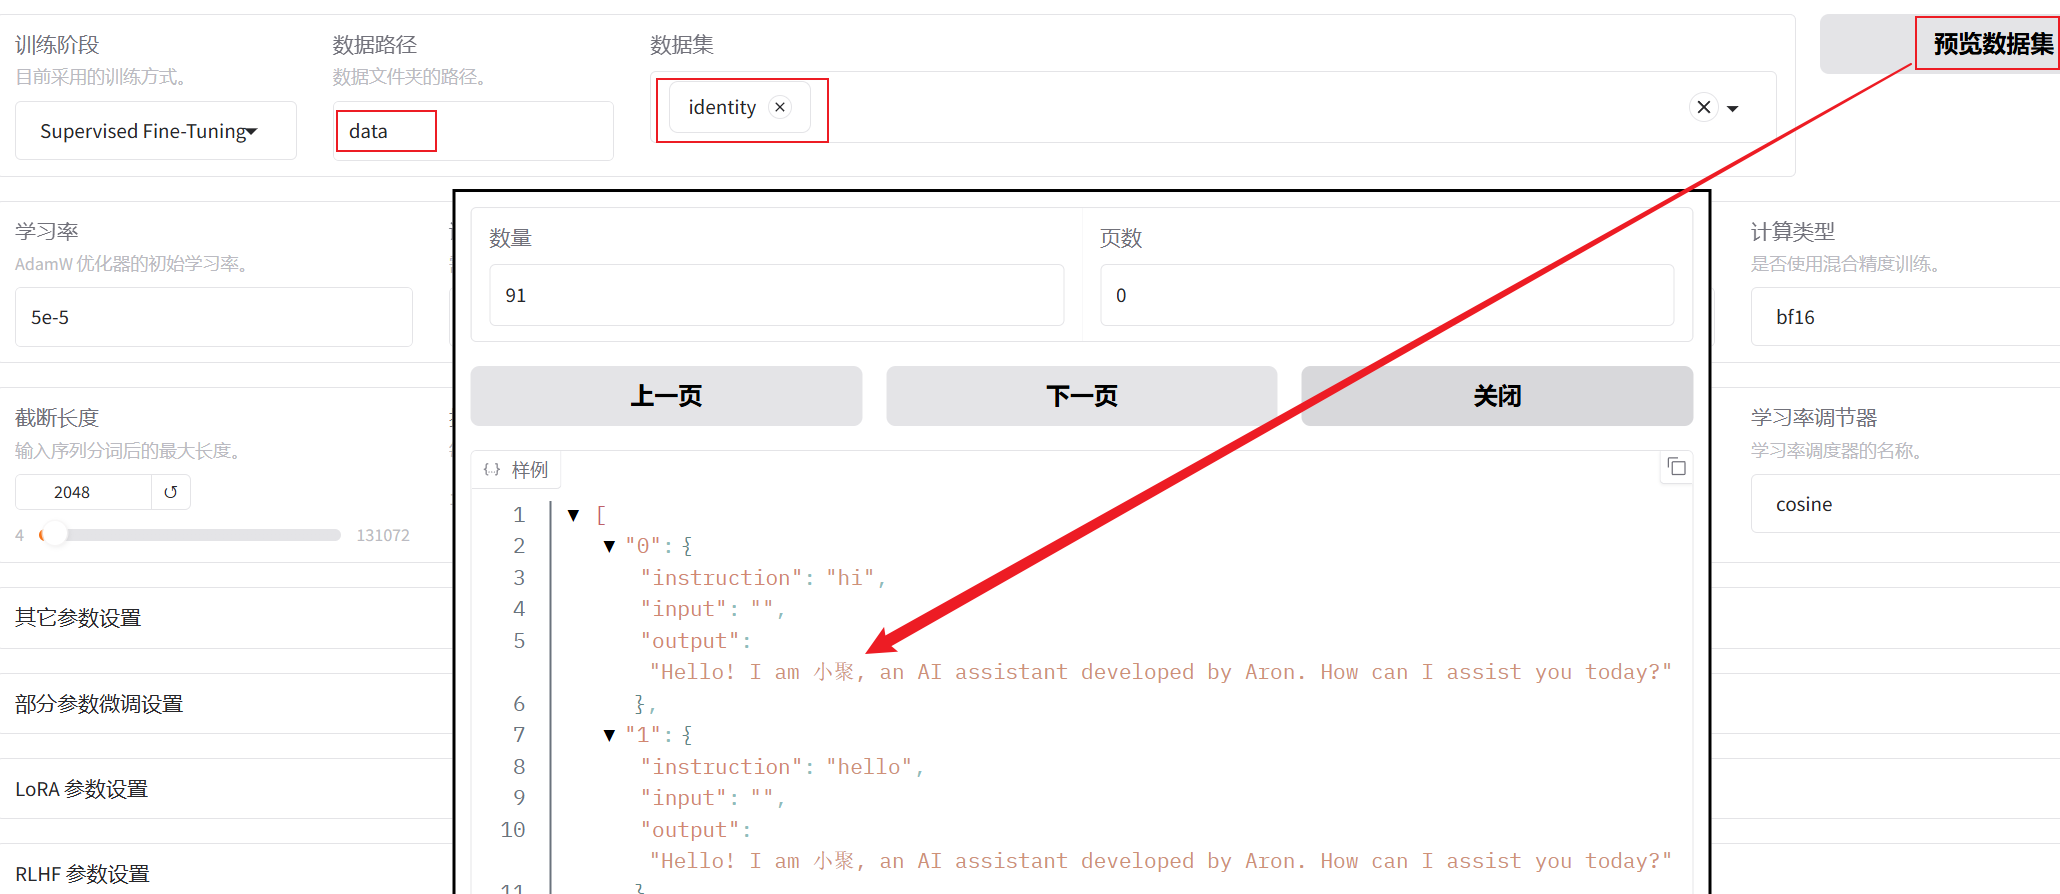 训练阶段
目前采用的训练方式。
Supervised Fine-Tuning
数据路径
数据文件夹的路径。
data
数据集
identity
预览数据集
学习率
AdamW 优化器的初始学习率。
5e-5
计算类型
是否使用混合精度训练。
bf16
截断长度
输入序列分词后的最大长度。
2048
4
131072
学习率调节器
学习率调度器的名称。
cosine
其它参数设置
部分参数微调设置
LoRA 参数设置
RLHF 参数设置
数量
91
页数
0
上一页
下一页
关闭
{..} 样例
1 [
2 "0": {
3 "instruction": "hi",
4 "input": "",
5 "output":
"Hello! I am 小聚, an AI assistant developed by Aron. How can I assist you today?"
6 },
7 "1": {
8 "instruction": "hello",
9 "input": "",
10 "output":
"Hello! I am 小聚, an AI assistant developed by Aron. How can I assist you today?"
11 }